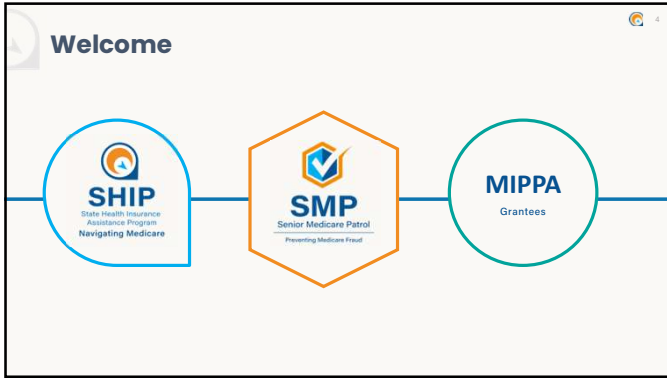 4
Welcome
SHIP
State Health Insurance
Assistance Program
Navigating Medicare
SMP
Senior Medicare Patrol
Preventing Medicare Fraud
MIPPA
Grantees